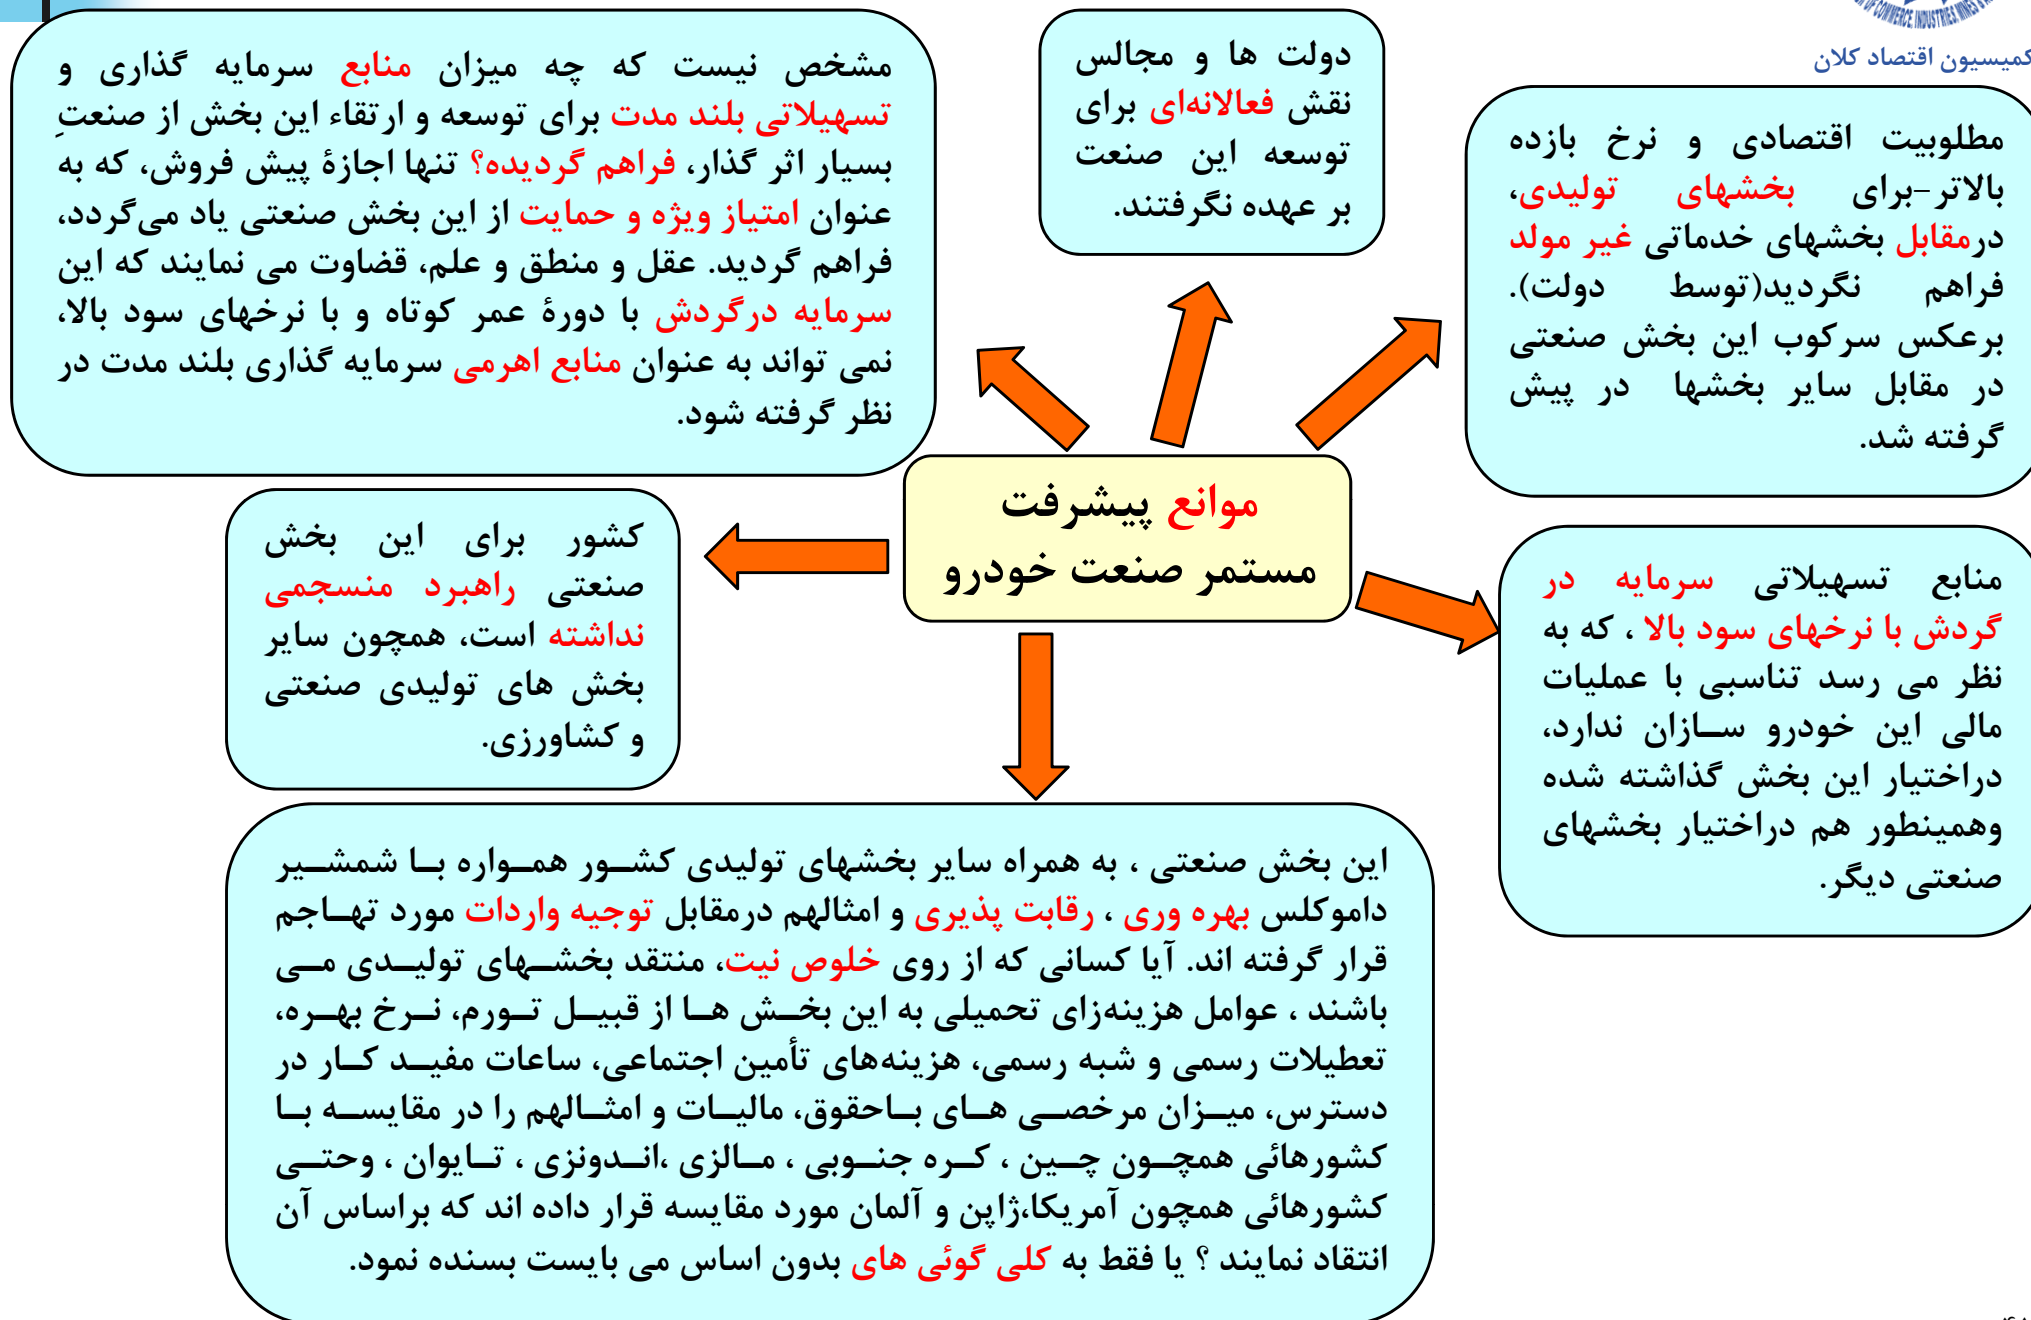 OF COMMERCE, INDUSTRIES, MINES &
کمیسیون اقتصاد کلان
مطلوبیت اقتصادی و نرخ بازده
بالاتر-برای بخشهای تولیدی،
درمقابل بخشهای خدماتی غیر مولد
فراهم نگردید(توسط دولت).
برعکس سرکوب این بخش صنعتی
در مقابل سایر بخشها در پیش
گرفته شد.
دولت ها و مجالس
نقش فعالانه‌ای برای
توسعه این صنعت
بر عهده نگرفتند.
مشخص نیست که چه میزان منابع سرمایه گذاری و
تسهیلاتی بلند مدت برای توسعه و ارتقاء این بخش از صنعتِ
بسیار اثر گذار، فراهم گردیده؟ تنها اجازۀ پیش فروش، که به
عنوان امتیاز ویژه و حمایت از این بخش صنعتی یاد می‌گردد،
فراهم گردید. عقل و منطق و علم، قضاوت می نمایند که این
سرمایه درگردش با دورۀ عمر کوتاه و با نرخهای سود بالا،
نمی تواند به عنوان منابع اهرمی سرمایه گذاری بلند مدت در
نظر گرفته شود.
موانع پیشرفت
مستمر صنعت خودرو
منابع تسهیلاتی سرمایه در
گردش با نرخهای سود بالا ، که به
نظر می رسد تناسبی با عملیات
مالی این خودرو سازان ندارد،
دراختیار این بخش گذاشته شده
وهمینطور هم دراختیار بخشهای
صنعتی دیگر.
کشور برای این بخش
صنعتی راهبرد منسجمی
نداشته است، همچون سایر
بخش های تولیدی صنعتی
و کشاورزی.
این بخش صنعتی ، به همراه سایر بخشهای تولیدی کشور همواره با شمشیر
داموکلس بهره وری ، رقابت پذیری و امثالهم درمقابل توجیه واردات مورد تهاجم
قرار گرفته اند. آیا کسانی که از روی خلوص نیت، منتقد بخشهای تولیدی می
باشند ، عوامل هزینه‌زای تحمیلی به این بخش ها از قبیل تورم، نرخ بهره،
تعطیلات رسمی و شبه رسمی، هزینه‌های تأمین اجتماعی، ساعات مفید کار در
دسترس، میزان مرخصی های باحقوق، مالیات و امثالهم را در مقایسه با
کشورهائی همچون چین ، کره جنوبی ، مالزی ،اندونزی ، تایوان ، وحتی
کشورهائی همچون آمریکا،ژاپن و آلمان مورد مقایسه قرار داده اند که براساس آن
انتقاد نمایند ؟ یا فقط به کلی گوئی های بدون اساس می بایست بسنده نمود.